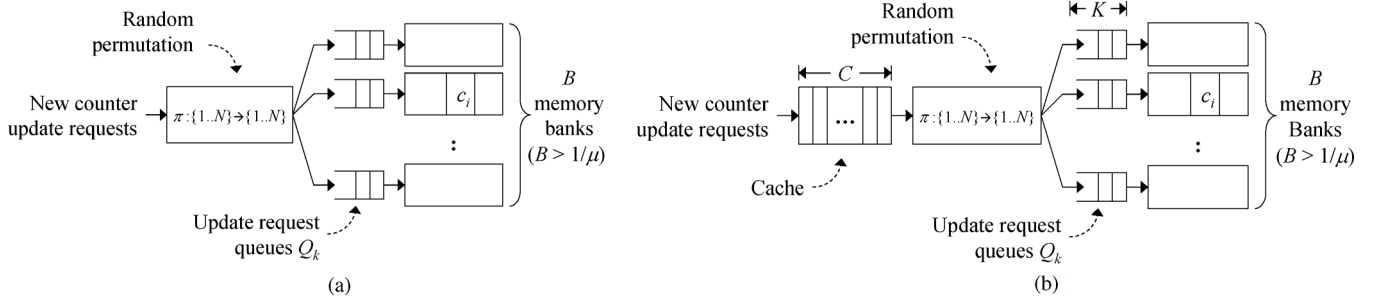 Random
permutation
New counter
update requests
π :{1..N}→{1..N}
c_i
:
B
memory
banks
(B > 1/μ)
Update request
queues Q_k
(a)
K
Random
permutation
C
New counter
update requests
...
π :{1..N}→{1..N}
c_i
:
B
memory
Banks
(B > 1/μ)
Cache
Update request
queues Q_k
(b)